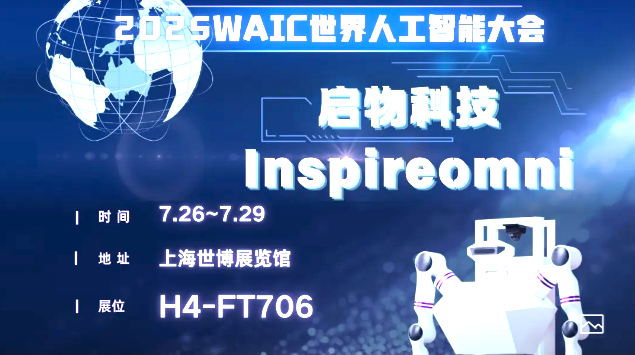 2025WAIC世界人工智能大会
启物科技
Inspireomni
时间 7.26~7.29
地址 上海世博展览馆
展位 H4-FT706